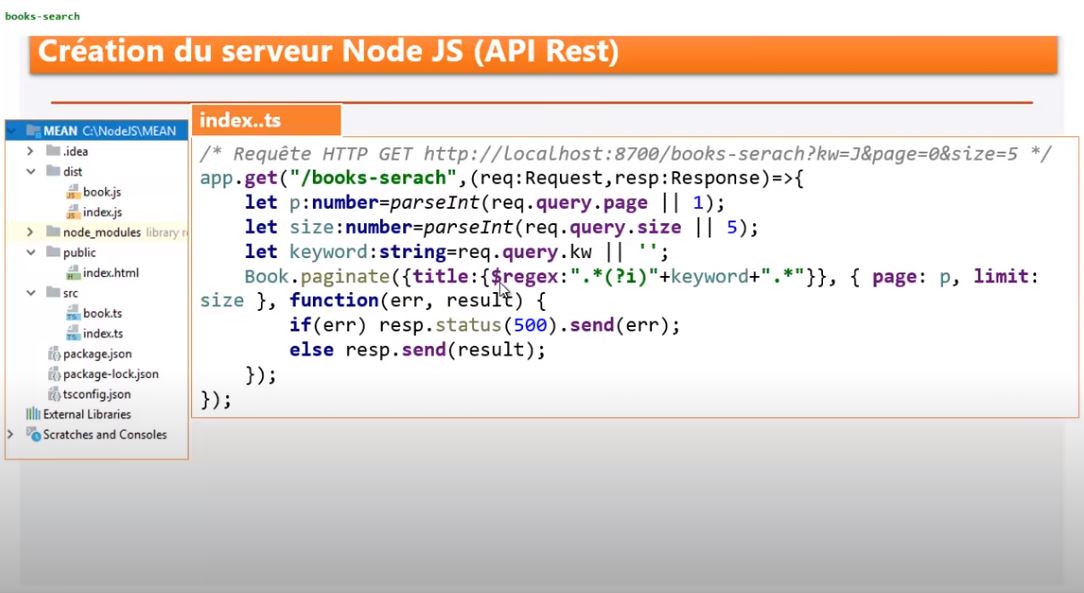 books-search
Création du serveur Node JS (API Rest)
MEAN C:\NodeJS\MEAN
.idea
dist
book.js
index.js
node_modules library r
public
index.html
src
book.ts
index.ts
package.json
package-lock.json
tsconfig.json
External Libraries
Scratches and Consoles
index..ts
/* Requête HTTP GET http://localhost:8700/books-serach?kw=J&page=0&size=5 */
app.get("/books-serach",(req:Request,resp:Response)=>{
let p:number=parseInt(req.query.page || 1);
let size:number=parseInt(req.query.size || 5);
let keyword:string=req.query.kw || '';
Book.paginate({title:{$regex:".*(?i)"+keyword+".*"}}, { page: p, limit:
size }, function(err, result) {
if(err) resp.status(500).send(err);
else resp.send(result);
});
});